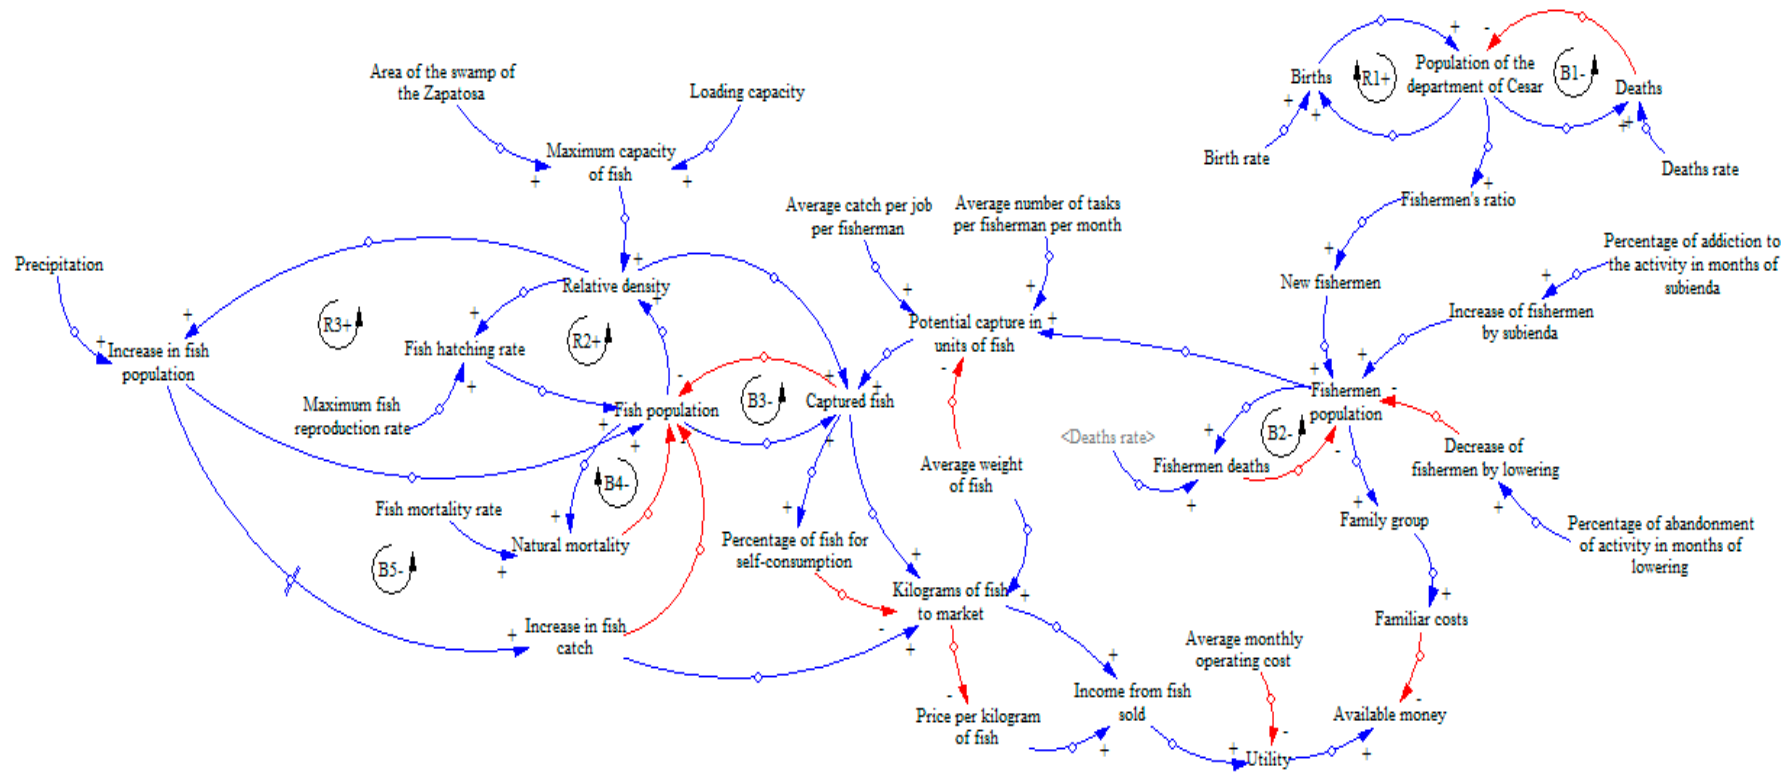 Area of the swamp of
the Zapatosa
Loading capacity
Maximum capacity
of fish
+
+
Precipitation
+
+
R3+
Relative density
+
+
Fish hatching rate
+
+
R2+
Increase in fish
population
Maximum fish
reproduction rate
Fish population
-
+
+
+
B3-
Captured fish
+
+
+
Fish mortality rate
B4-
Natural mortality
+
+
B5-
Increase in fish
catch
+
Percentage of fish for
self-consumption
+
Average catch per job
per fisherman
Average number of tasks
per fisherman per month
+
+
+
Potential capture in
units of fish
-
Average weight
of fish
Kilograms of fish
to market
+
+
-
+
Price per kilogram
of fish
-
Income from fish
sold
+
+
Average monthly
operating cost
Utility
+
-
Available money
+
-
Familiar costs
+
Family group
+
Births
R1+
Population of the
department of Cesar
B1-
Deaths
+
-
+
+
++
Birth rate
Deaths rate
Fishermen's ratio
+
New fishermen
+
Percentage of addiction to
the activity in months of
subienda
Increase of fishermen
by subienda
+
+
+
Fishermen
population
-
-
B2-
<Deaths rate>
Fishermen deaths
+
+
Decrease of
fishermen by lowering
+
Percentage of abandonment
of activity in months of
lowering